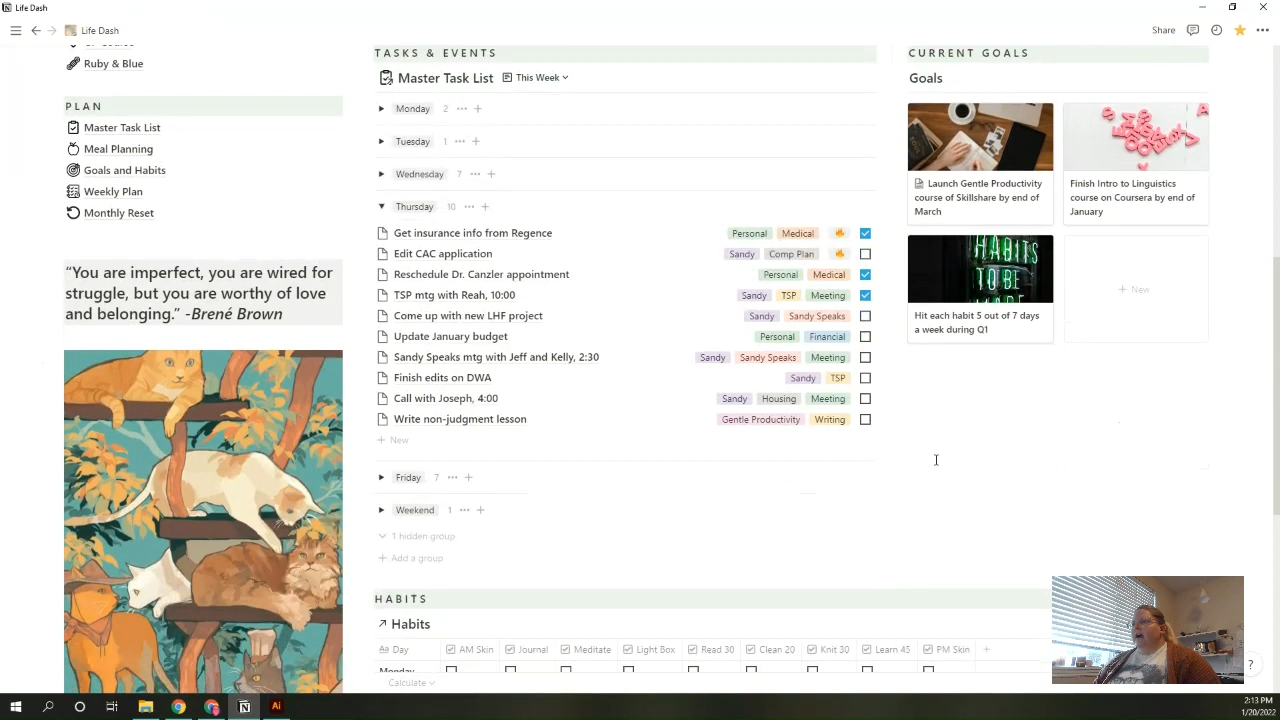 Life Dash
Life Dash
Share
Ruby & Blue
PLAN
Master Task List
Meal Planning
Goals and Habits
Weekly Plan
Monthly Reset
“You are imperfect, you are wired for
struggle, but you are worthy of love
and belonging.” -Brené Brown
TASKS & EVENTS
Master Task List This Week
Monday 2
Tuesday 1
Wednesday 7
Thursday 10
Get insurance info from Regence Personal Medical
Edit CAC application Sandy Comp Plan
Reschedule Dr. Canzler appointment Personal Medical
TSP mtg with Reah, 10:00 Sandy TSP Meeting
Come up with new LHF project Sandy Sandy Speaks
Update January budget Personal Financial
Sandy Speaks mtg with Jeff and Kelly, 2:30 Sandy Sandy Speaks Meeting
Finish edits on DWA Sandy TSP
Call with Joseph, 4:00 Sandy Housing Meeting
Write non-judgment lesson Gentle Productivity Writing
New
Friday 7
Weekend 1
1 hidden group
Add a group
HABITS
Habits
Aa Day AM Skin Journal Meditate Light Box Read 30 Clean 20 Knit 30 Learn 45 PM Skin
Monday
Calculate
CURRENT GOALS
Goals
Launch Gentle Productivity
course of Skillshare by end of
March
Finish Intro to Linguistics
course on Coursera by end of
January
HABITS
TO BE
Hit each habit 5 out of 7 days
a week during Q1
New
?
Ai
2:13 PM
1/20/2022